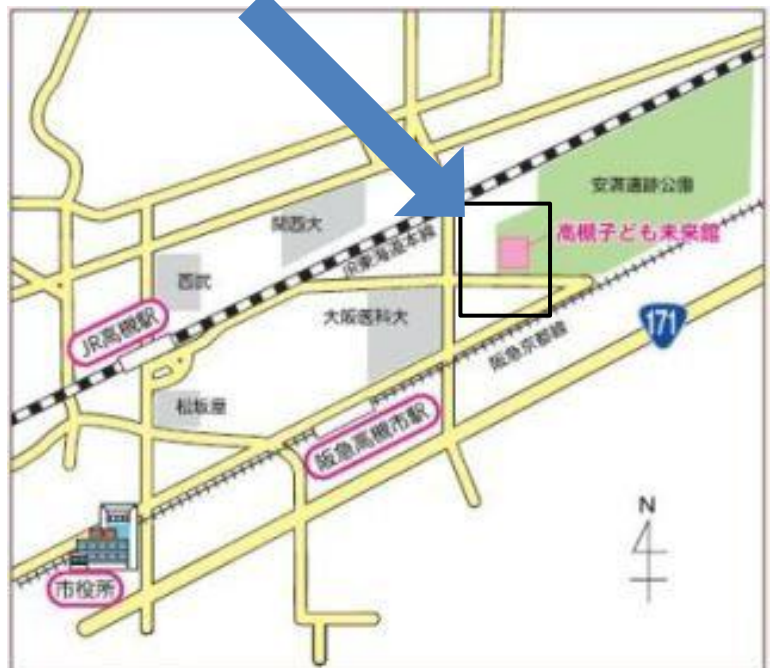 安満遺跡公園
関西大
高槻子ども未来館
JR東海道本線
西武
大阪医科大
171
JR高槻駅
阪急京都線
松坂屋
阪急高槻市駅
N
市役所